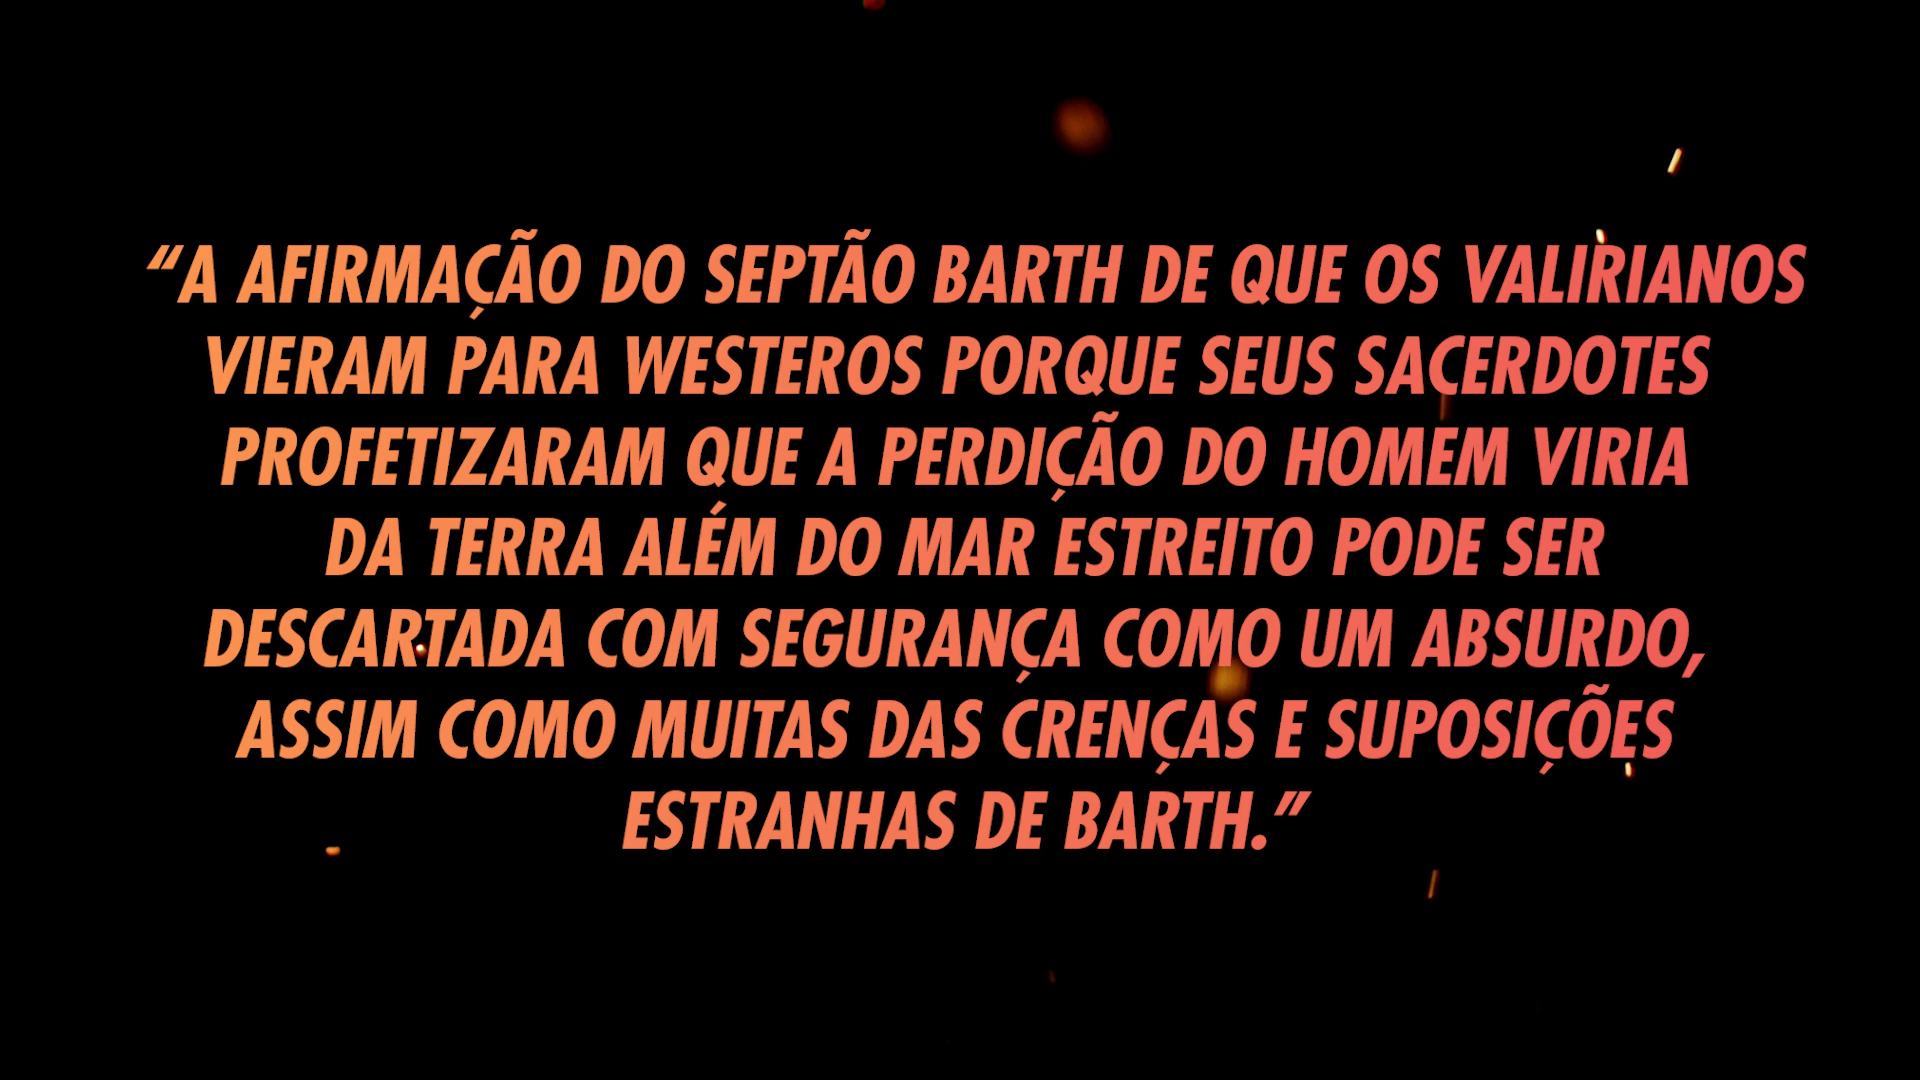 “A AFIRMAÇÃO DO SEPTÃO BARTH DE QUE OS VALIRIANOS
VIERAM PARA WESTEROS PORQUE SEUS SACERDOTES
PROFETIZARAM QUE A PERDIÇÃO DO HOMEM VIRIA
DA TERRA ALÉM DO MAR ESTREITO PODE SER
DESCARTADA COM SEGURANÇA COMO UM ABSURDO,
ASSIM COMO MUITAS DAS CRENÇAS E SUPOSIÇÕES
ESTRANHAS DE BARTH.”